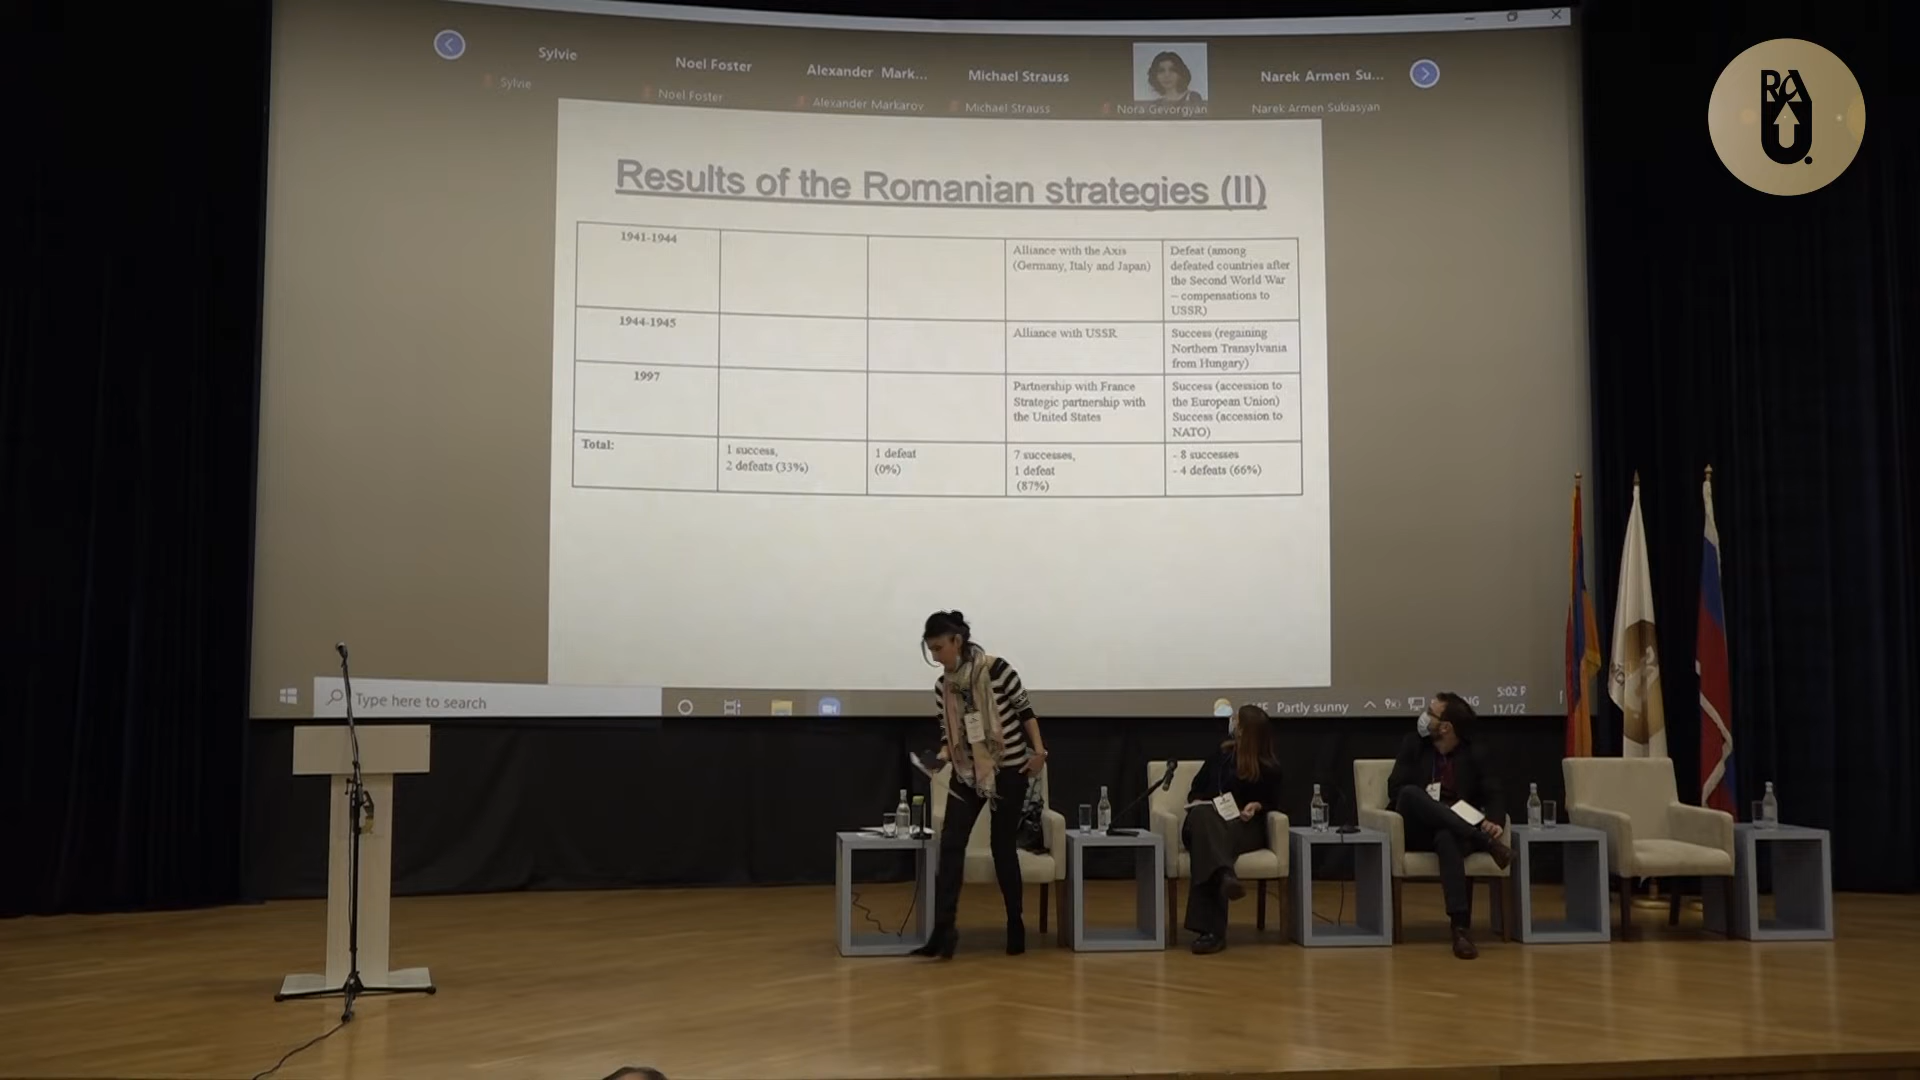 Sylvie
Noel Foster
Alexander Mark...
Michael Strauss
Narek Armen Su...
Sylvie
Noel Foster
Alexander Markarov
Michael Strauss
Nora Gevorgyan
Narek Armen Sukiasyan
RAU
Results of the Romanian strategies (II)
1941-1944
Alliance with the Axis
(Germany, Italy and Japan)
Defeat (among
defeated countries after
the Second World War
– compensations to
USSR)
1944-1945
Alliance with USSR
Success (regaining
Northern Transylvania
from Hungary)
1997
Partnership with France
Strategic partnership with
the United States
Success (accession to
the European Union)
Success (accession to
NATO)
Total:
1 success,
2 defeats (33%)
1 defeat
(0%)
7 successes,
1 defeat
(87%)
- 8 successes
- 4 defeats (66%)
Type here to search
Partly sunny
5:02 P
11/1/2